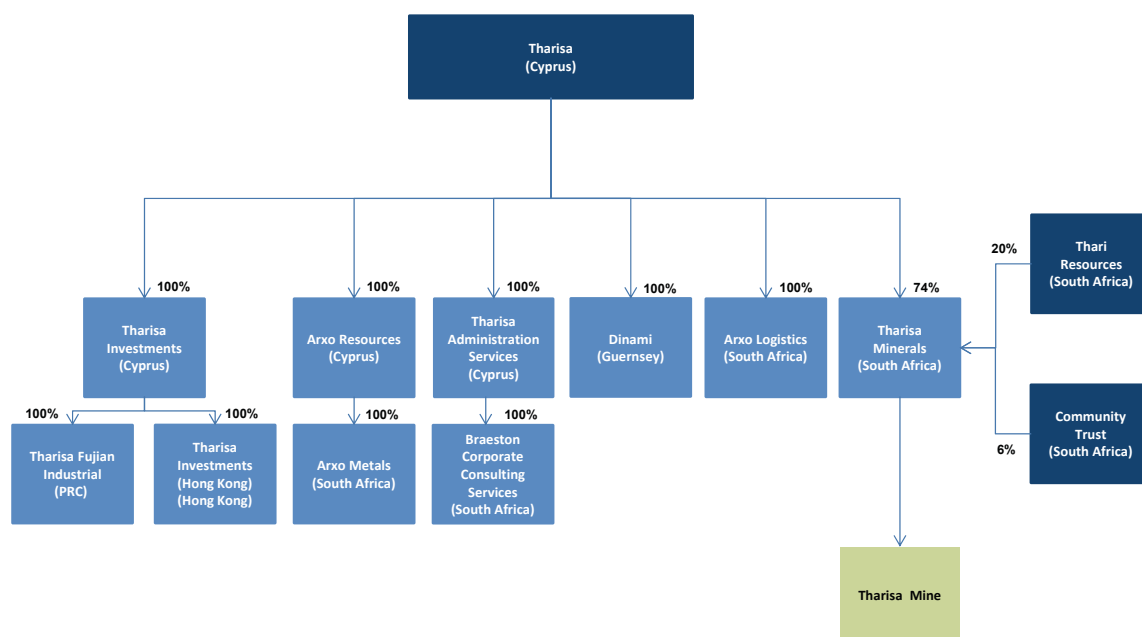 Tharisa
(Cyprus)
20%
Thari
Resources
(South Africa)
100%
100%
100%
100%
100%
74%
Tharisa
Investments
(Cyprus)
Arxo Resources
(Cyprus)
Tharisa
Administration
Services
(Cyprus)
Dinami
(Guernsey)
Arxo Logistics
(South Africa)
Tharisa
Minerals
(South Africa)
6%
Community
Trust
(South Africa)
100%
100%
100%
100%
Tharisa Fujian
Industrial
(PRC)
Tharisa
Investments
(Hong Kong)
(Hong Kong)
Arxo Metals
(South Africa)
Braeston
Corporate
Consulting
Services
(South Africa)
Tharisa Mine